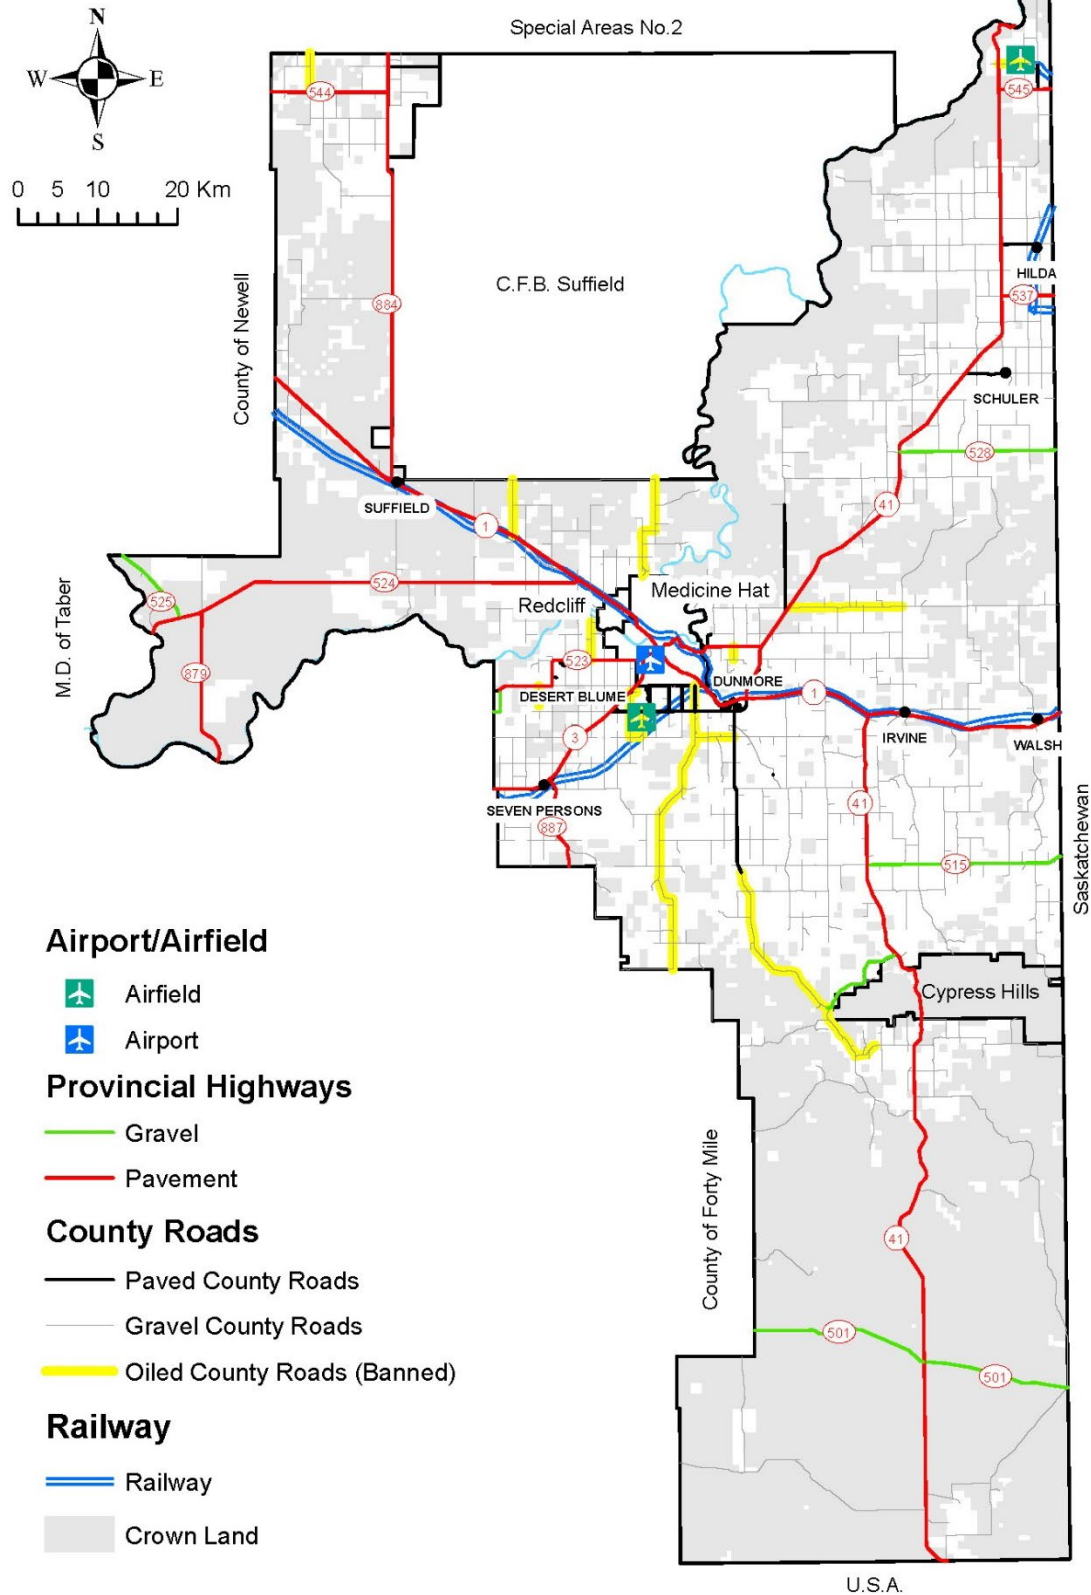 Special Areas No.2
N
W
E
S
0 5 10 20 Km
544
545
County of Newell
C.F.B. Suffield
884
HILDA
537
SCHULER
528
SUFFIELD
1
41
M.D. of Taber
525
524
Redcliff
Medicine Hat
879
523
DESERT BLUME
DUNMORE
1
3
IRVINE
WALSH
SEVEN PERSONS
887
41
515
Saskatchewan
Cypress Hills
Airport/Airfield
Airfield
Airport
Provincial Highways
Gravel
Pavement
County Roads
Paved County Roads
Gravel County Roads
Oiled County Roads (Banned)
Railway
Railway
Crown Land
County of Forty Mile
41
501
501
U.S.A.